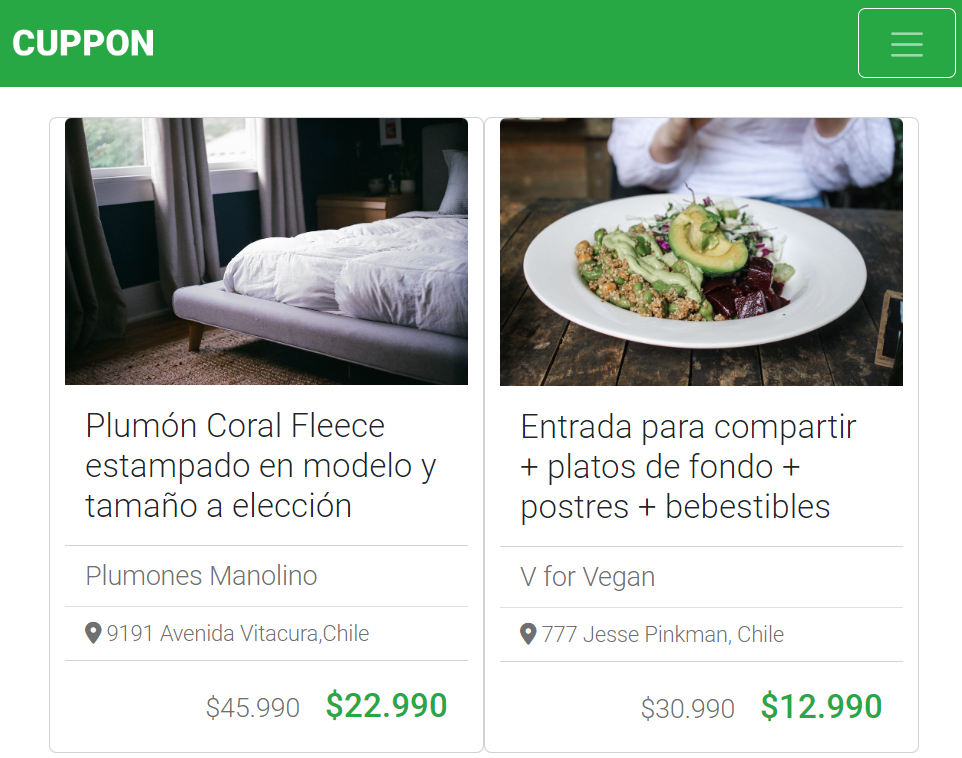 CUPPON
Plumón Coral Fleece
estampado en modelo y
tamaño a elección
Plumones Manolino
9191 Avenida Vitacura,Chile
$45.990 $22.990
Entrada para compartir
+ platos de fondo +
postres + bebestibles
V for Vegan
777 Jesse Pinkman, Chile
$30.990 $12.990